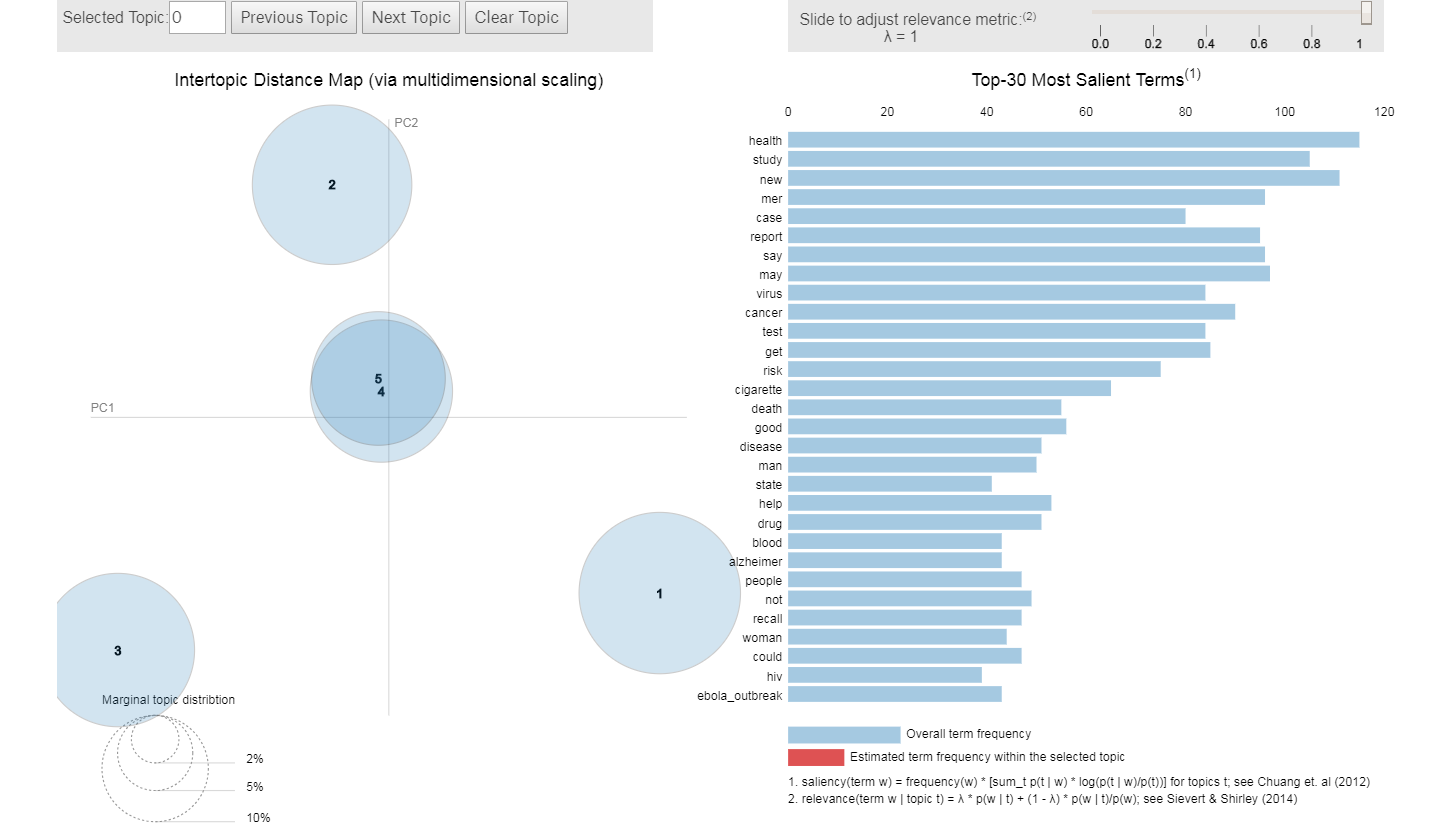 Selected Topic: 0 Previous Topic Next Topic Clear Topic
Slide to adjust relevance metric:(2)
λ = 1
0.0 0.2 0.4 0.6 0.8 1
Intertopic Distance Map (via multidimensional scaling)
PC2
2
5
4
PC1
1
3
Marginal topic distribtion
2%
5%
10%
Top-30 Most Salient Terms(1)
0 20 40 60 80 100 120
health
study
new
mer
case
report
say
may
virus
cancer
test
get
risk
cigarette
death
good
disease
man
state
help
drug
blood
alzheimer
people
not
recall
woman
could
hiv
ebola_outbreak
Overall term frequency
Estimated term frequency within the selected topic
1. saliency(term w) = frequency(w) * [sum_t p(t | w) * log(p(t | w)/p(t))] for topics t; see Chuang et. al (2012)
2. relevance(term w | topic t) = λ * p(w | t) + (1 - λ) * p(w | t)/p(w); see Sievert & Shirley (2014)